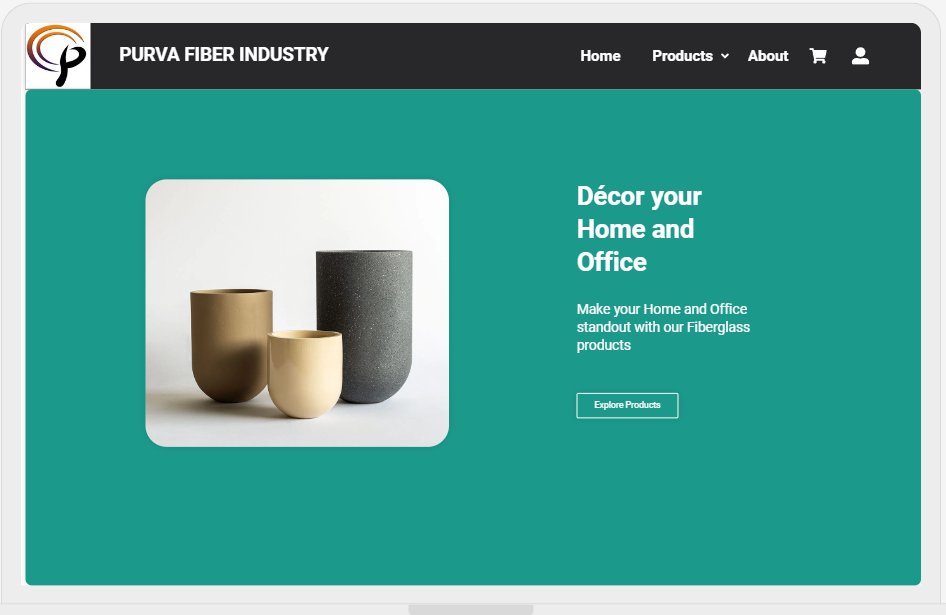 PURVA FIBER INDUSTRY
Home Products About
Décor your
Home and
Office
Make your Home and Office
standout with our Fiberglass
products
Explore Products